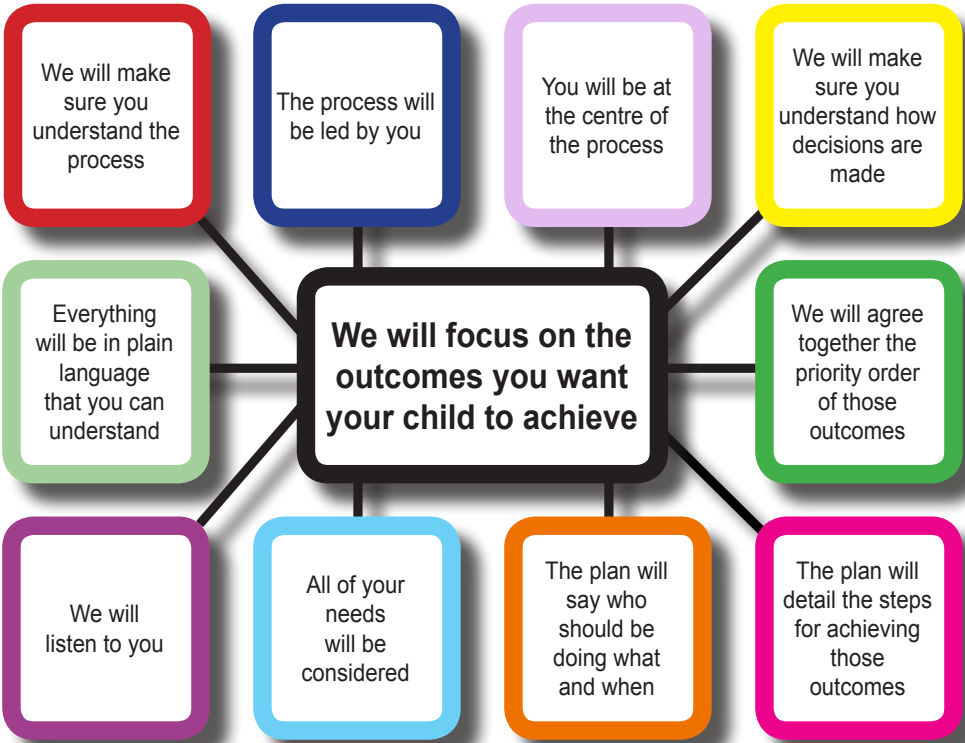 We will make
sure you
understand the
process
The process will
be led by you
You will be at
the centre of
the process
We will make
sure you
understand how
decisions are
made
Everything
will be in plain
language
that you can
understand
We will focus on the
outcomes you want
your child to achieve
We will agree
together the
priority order
of those
outcomes
We will
listen to you
All of your
needs
will be
considered
The plan will
say who
should be
doing what
and when
The plan will
detail the steps
for achieving
those
outcomes